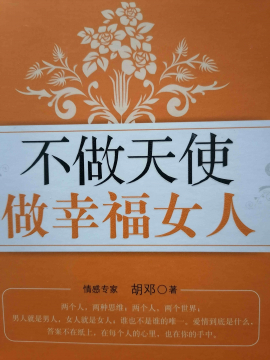 不做天使
做幸福女人
情感专家 胡邓〇著
两个人，两种思维；两个人，两个世界；
男人就是男人，女人就是女人；谁也不是谁的唯一，爱情到底是什么，
答案不在纸上，在每个人的心里，也在你的手中。